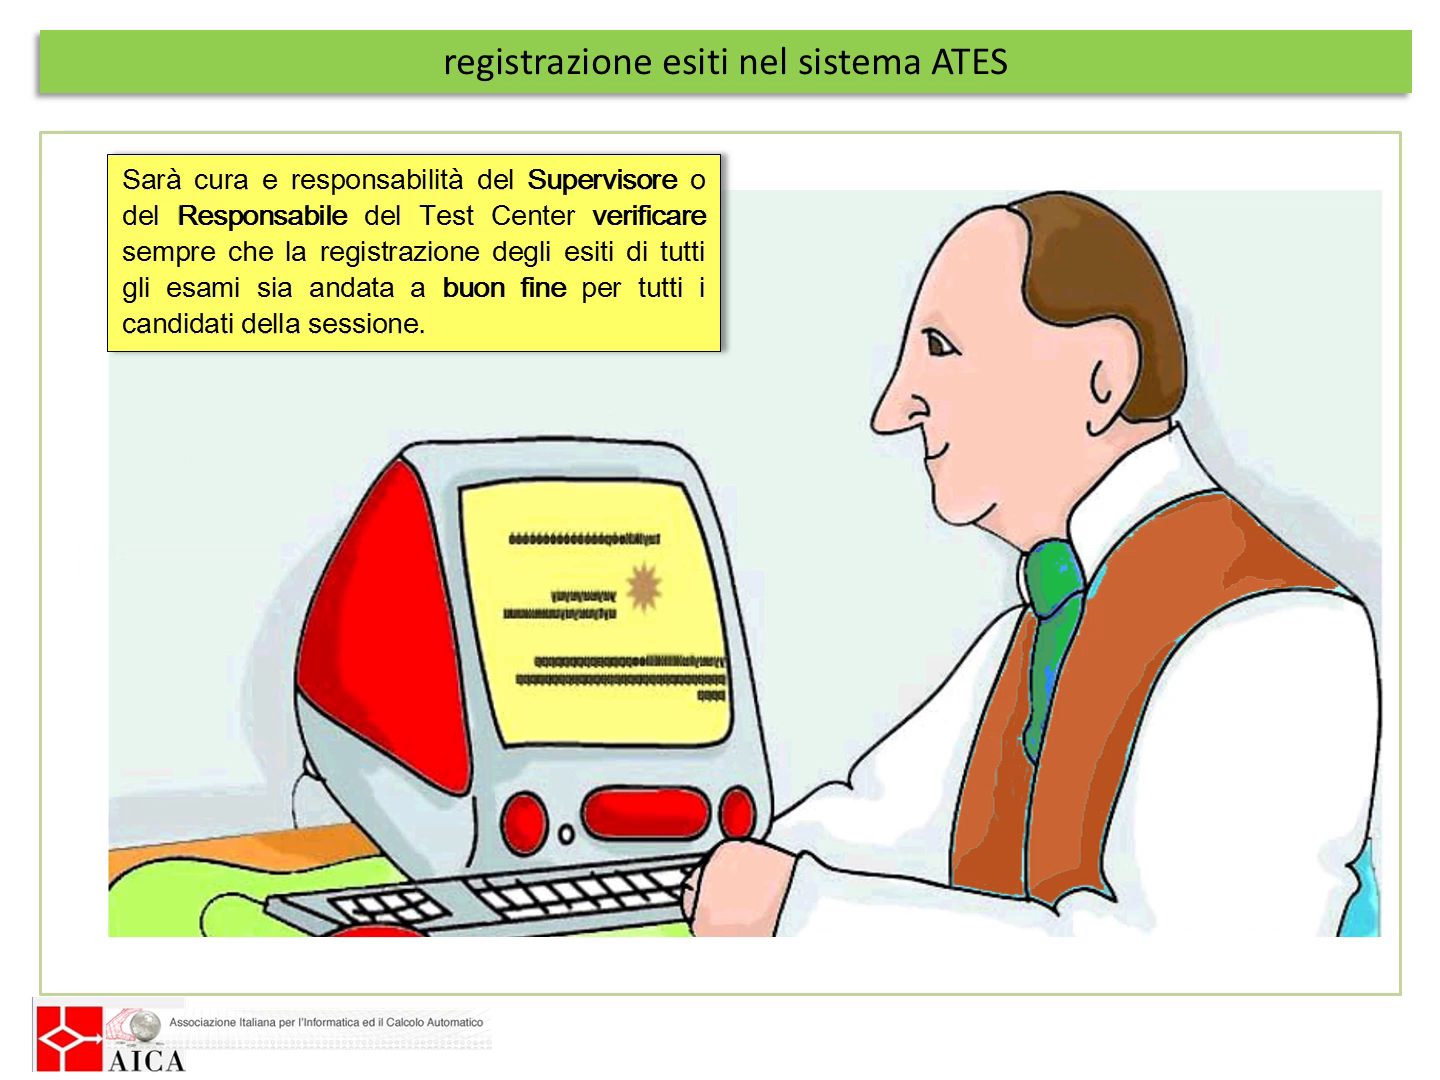 registrazione esiti nel sistema ATES
Sarà cura e responsabilità del Supervisore o
del Responsabile del Test Center verificare
sempre che la registrazione degli esiti di tutti
gli esami sia andata a buon fine per tutti i
candidati della sessione.
Associazione Italiana per l'Informatica ed il Calcolo Automatico
AICA